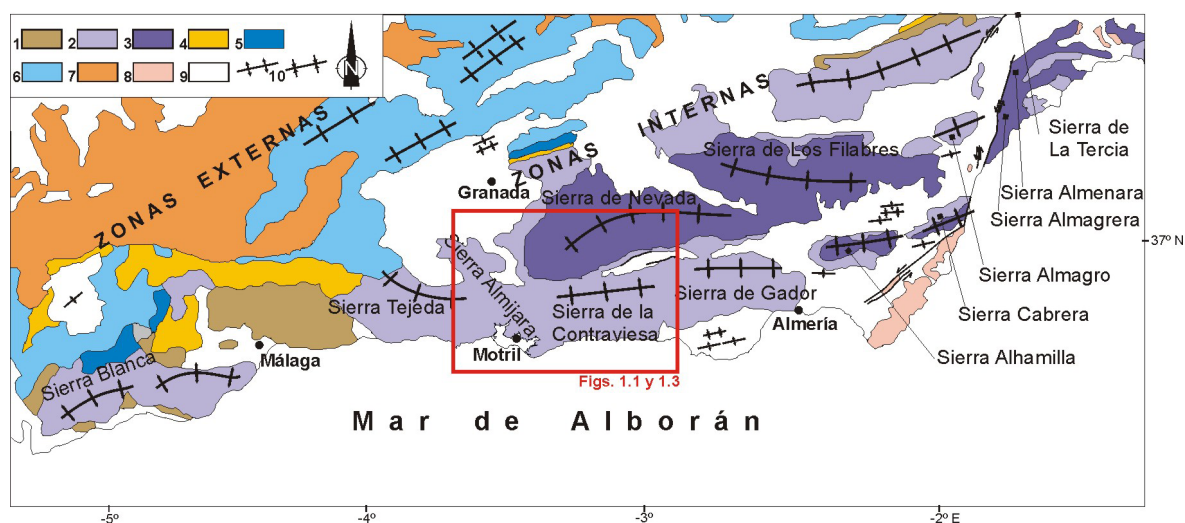 1 2 3 4 5
6 7 8 9 10 N
ZONAS EXTERNAS
ZONAS INTERNAS
Sierra de Los Filabres
Sierra de
La Tercia
Granada
Sierra de Nevada
Sierra Almenara
Sierra Almagrera
37º N
Sierra Almijara
Sierra Tejeda
Sierra de la
Contraviesa
Sierra de Gador
Sierra Almagro
Almería
Sierra Cabrera
Málaga
Motril
Sierra Alhamilla
Sierra Blanca
Figs. 1.1 y 1.3
Mar de Alborán
-5º -4º -3º -2º E